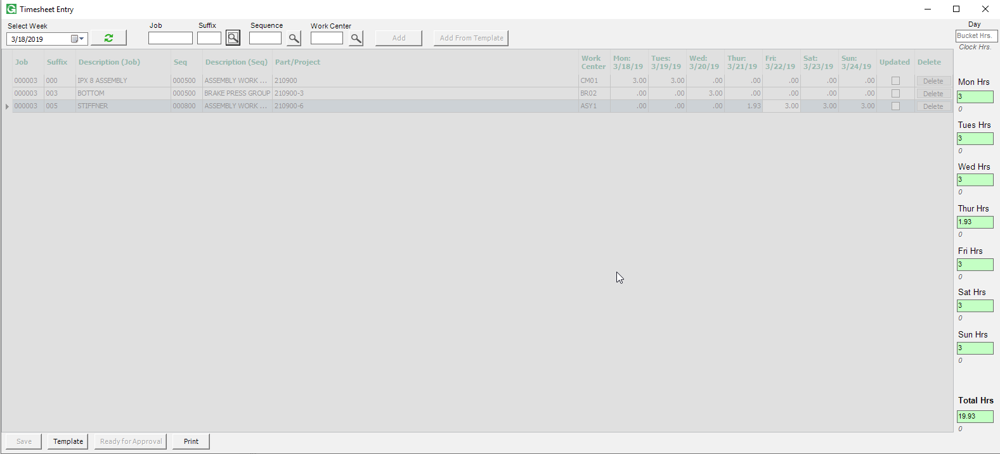 Timesheet Entry
Select Week
Job
Suffix
Sequence
Work Center
Day
3/18/2019
Add
Add From Template
Bucket Hrs.
Clock Hrs.
Job Suffix Description (Job) Seq Description (Seq) Part/Project Work Center Mon: 3/18/19 Tues: 3/19/19 Wed: 3/20/19 Thur: 3/21/19 Fri: 3/22/19 Sat: 3/23/19 Sun: 3/24/19 Updated Delete
000003 000 IPX 8 ASSEMBLY 000500 ASSEMBLY WORK ... 210900 CM01 3.00 3.00 .00 .00 .00 .00 .00 Delete
000003 003 BOTTOM 000500 BRAKE PRESS GROUP 210900-3 BR02 .00 .00 3.00 .00 .00 .00 .00 Delete
000003 005 STIFFNER 000800 ASSEMBLY WORK ... 210900-6 ASY1 .00 .00 .00 1.93 3.00 3.00 3.00 Delete
Mon Hrs
3
0
Tues Hrs
3
0
Wed Hrs
3
0
Thur Hrs
1.93
0
Fri Hrs
3
0
Sat Hrs
3
0
Sun Hrs
3
0
Total Hrs
19.93
0
Save
Template
Ready for Approval
Print